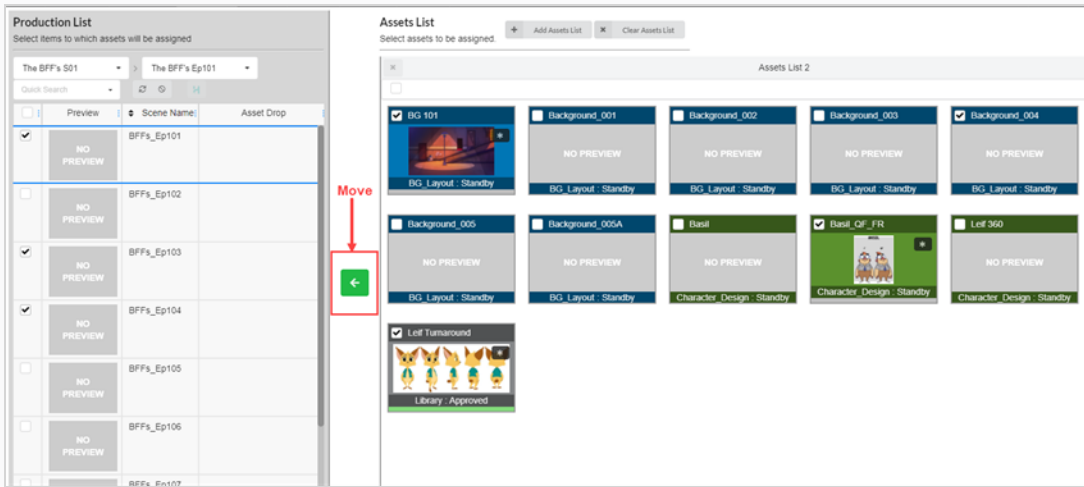 Production List
Select items to which assets will be assigned
The BFF's S01
>
The BFF's Ep101
Quick Search
Preview
Scene Name
Asset Drop
NO PREVIEW
BFFs_Ep101
NO PREVIEW
BFFs_Ep102
NO PREVIEW
BFFs_Ep103
NO PREVIEW
BFFs_Ep104
NO PREVIEW
BFFs_Ep105
NO PREVIEW
BFFs_Ep106
BFFs_Ep107
Move
Assets List
Select assets to be assigned.
Add Assets List
Clear Assets List
Assets List 2
BG 101
BG_Layout : Standby
Background_001
NO PREVIEW
BG_Layout : Standby
Background_002
NO PREVIEW
BG_Layout : Standby
Background_003
NO PREVIEW
BG_Layout : Standby
Background_004
NO PREVIEW
BG_Layout : Standby
Background_005
NO PREVIEW
BG_Layout : Standby
Background_005A
NO PREVIEW
BG_Layout : Standby
Basil
NO PREVIEW
Character_Design : Standby
Basil_QF_FR
Character_Design : Standby
Leif 360
NO PREVIEW
Character_Design : Standby
Leif Turnaround
Library : Approved